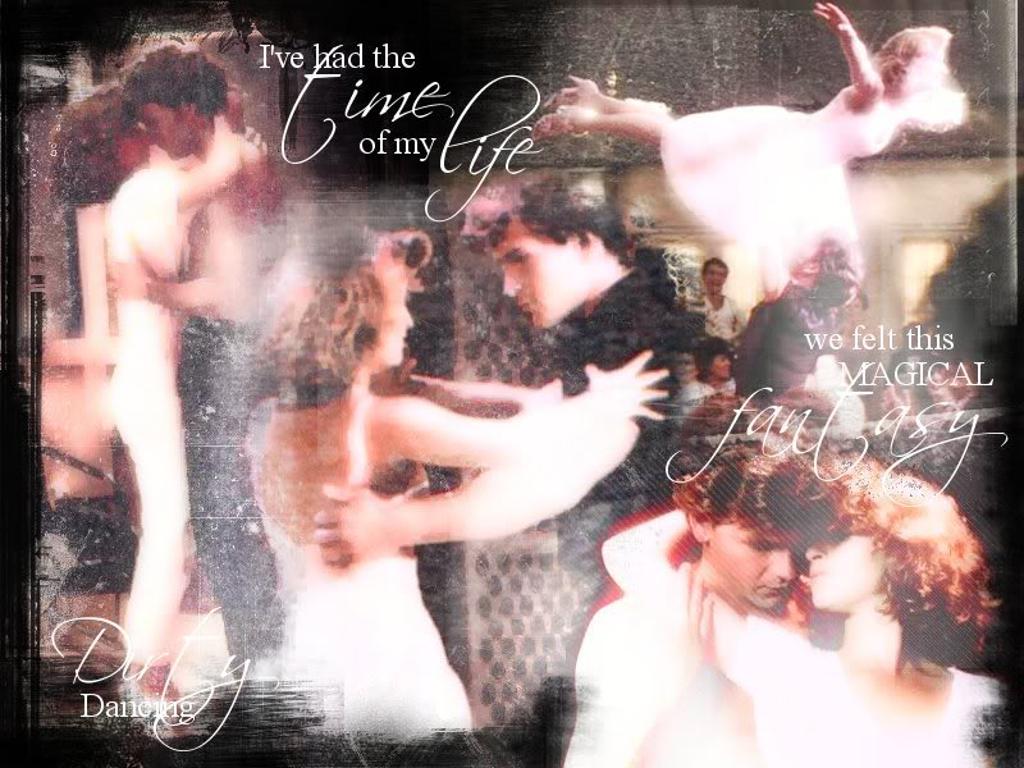 I've had the
time
of my life
we felt this
MAGICAL
fantasy
Dirty
Dancing